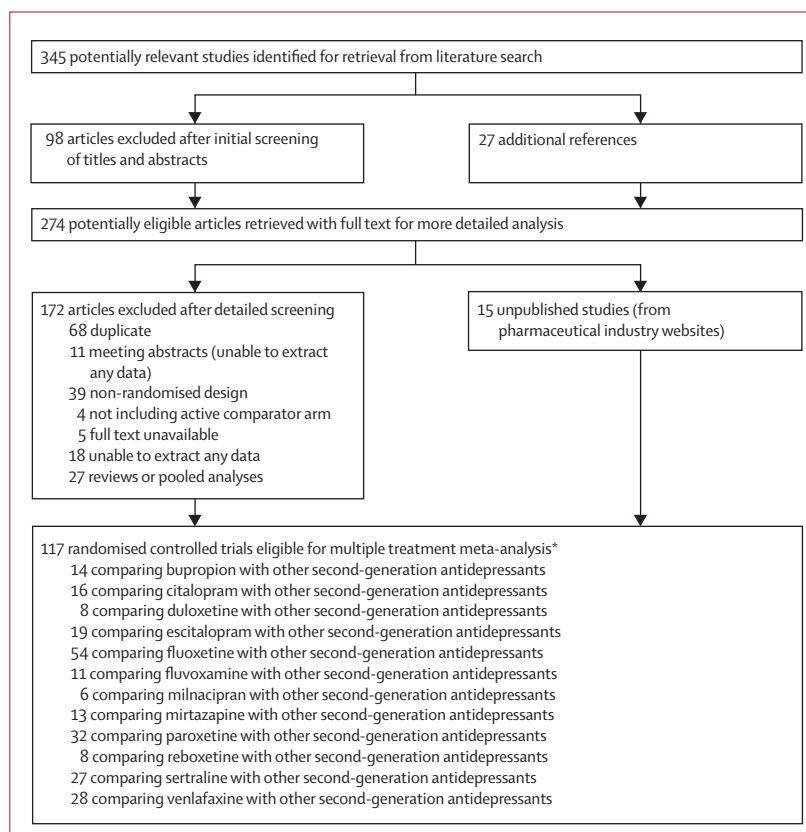 345 potentially relevant studies identified for retrieval from literature search
98 articles excluded after initial screening
of titles and abstracts
27 additional references
274 potentially eligible articles retrieved with full text for more detailed analysis
172 articles excluded after detailed screening
68 duplicate
11 meeting abstracts (unable to extract
any data)
39 non-randomised design
4 not including active comparator arm
5 full text unavailable
18 unable to extract any data
27 reviews or pooled analyses
15 unpublished studies (from
pharmaceutical industry websites)
117 randomised controlled trials eligible for multiple treatment meta-analysis*
14 comparing bupropion with other second-generation antidepressants
16 comparing citalopram with other second-generation antidepressants
8 comparing duloxetine with other second-generation antidepressants
19 comparing escitalopram with other second-generation antidepressants
54 comparing fluoxetine with other second-generation antidepressants
11 comparing fluvoxamine with other second-generation antidepressants
6 comparing milnacipran with other second-generation antidepressants
13 comparing mirtazapine with other second-generation antidepressants
32 comparing paroxetine with other second-generation antidepressants
8 comparing reboxetine with other second-generation antidepressants
27 comparing sertraline with other second-generation antidepressants
28 comparing venlafaxine with other second-generation antidepressants